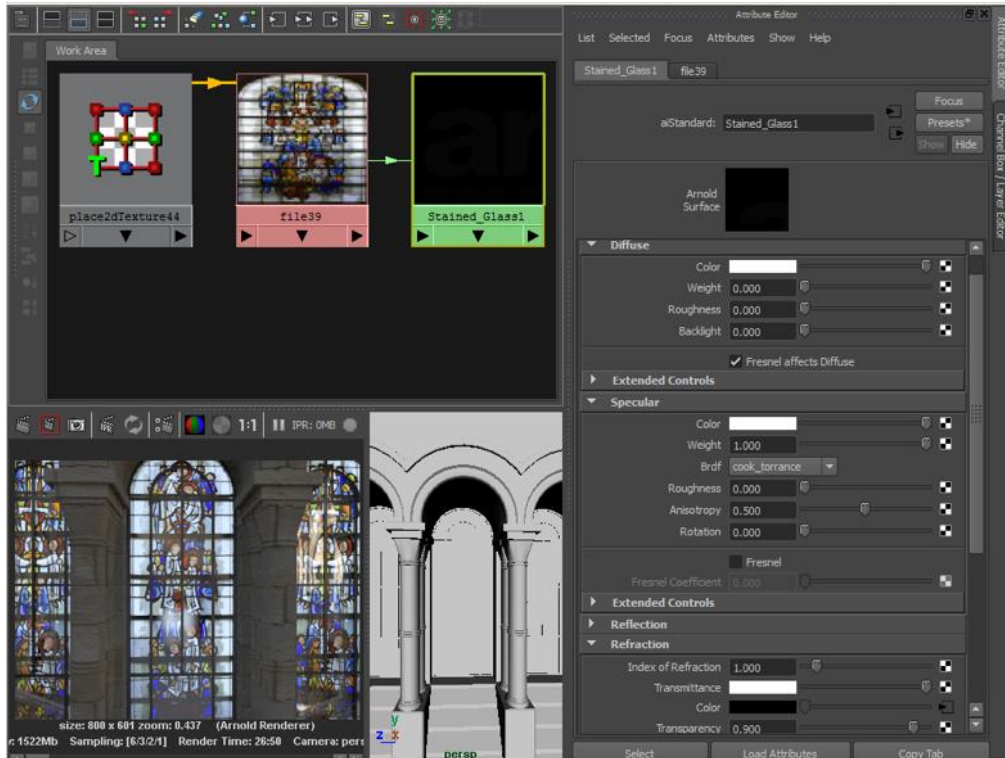 Attribute Editor
List Selected Focus Attributes Show Help
Work Area
Stained_Glass1 file39
Focus
aiStandard: Stained_Glass1
Presets*
Show Hide
Arnold
Surface
place2dTexture44 file39 Stained_Glass1
Diffuse
Color
Weight 0.000
Roughness 0.000
Backlight 0.000
Fresnel affects Diffuse
Extended Controls
Specular
Color
1:1 IPR: 0MB
Weight 1.000
Brdf cook_torrance
Roughness 0.000
Anisotropy 0.500
Rotation 0.000
Fresnel
Fresnel Coefficient 0.000
Extended Controls
Reflection
Refraction
Index of Refraction 1.000
Transmittance
Color
Transparency 0.900
size: 800 x 601 zoom: 0.437 (Arnold Renderer)
1522Mb Sampling: [6/3/2/1] Render Time: 26:50 Camera: pers
y
z x
persp
Select Load Attributes Copy Tab
Attribute Editor
Channel Box / Layer Editor